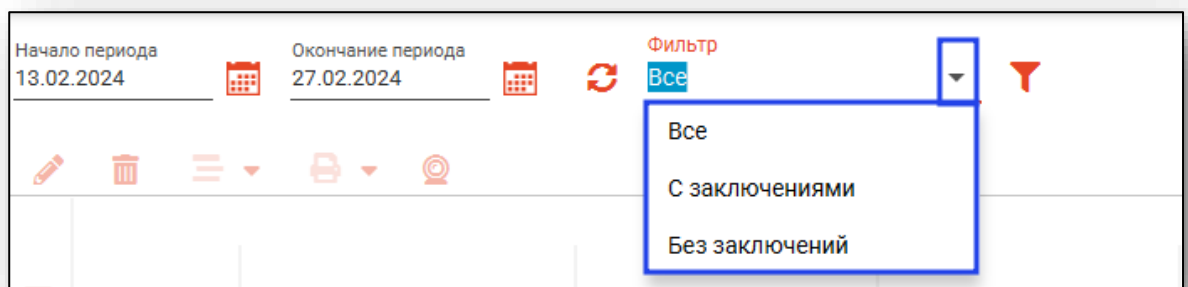 Начало периода
13.02.2024
Окончание периода
27.02.2024
Фильтр
Все
Все
С заключениями
Без заключений